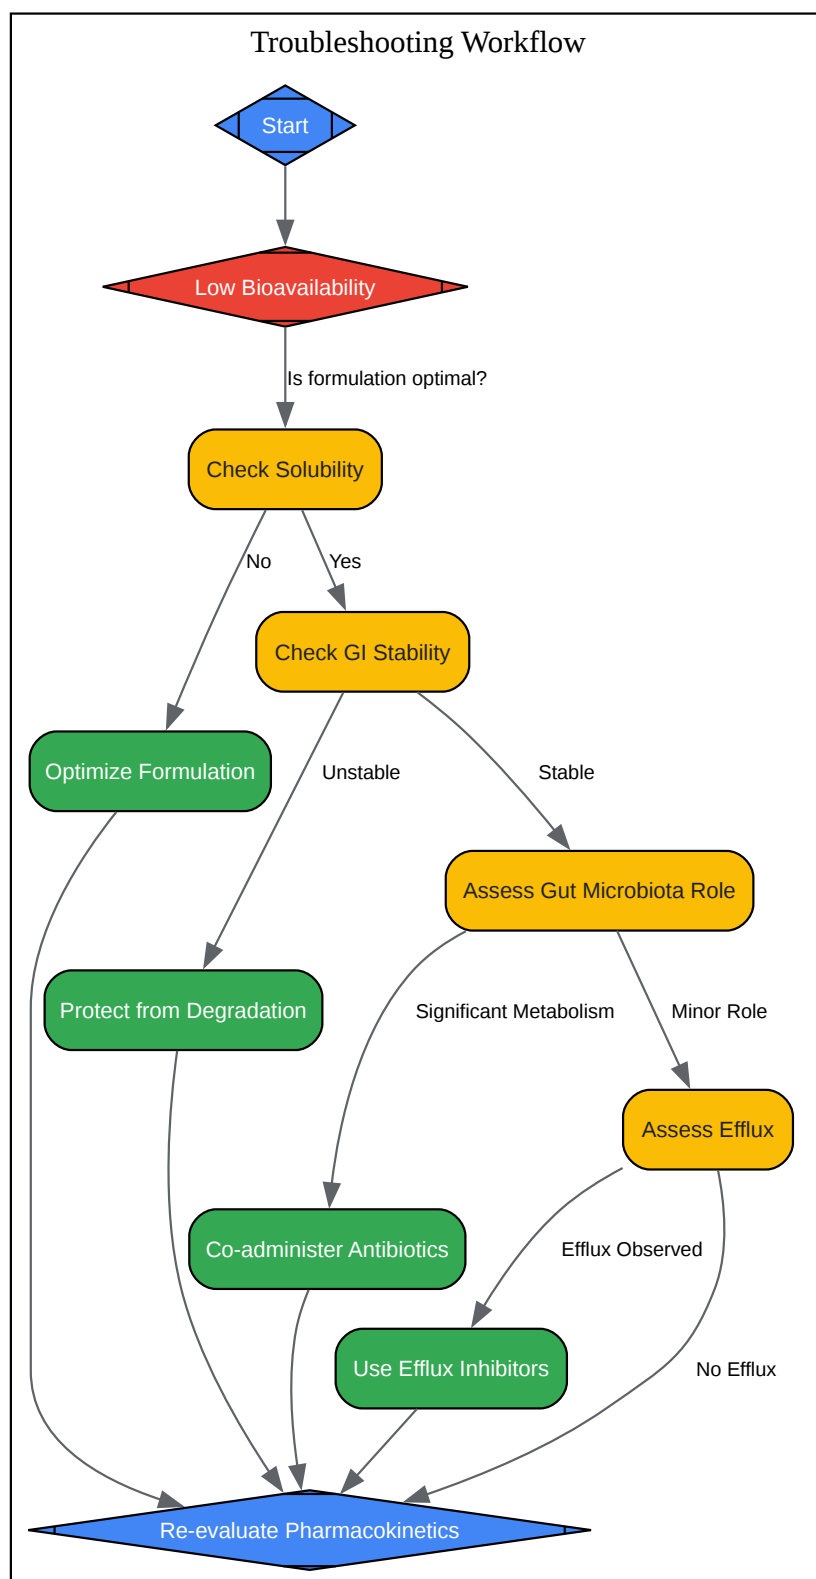 Troubleshooting Workflow
Start
Low Bioavailability
Is formulation optimal?
Check Solubility
No
Yes
Check GI Stability
Optimize Formulation
Unstable
Stable
Assess Gut Microbiota Role
Protect from Degradation
Significant Metabolism
Minor Role
Assess Efflux
Co-administer Antibiotics
Efflux Observed
Use Efflux Inhibitors
No Efflux
Re-evaluate Pharmacokinetics